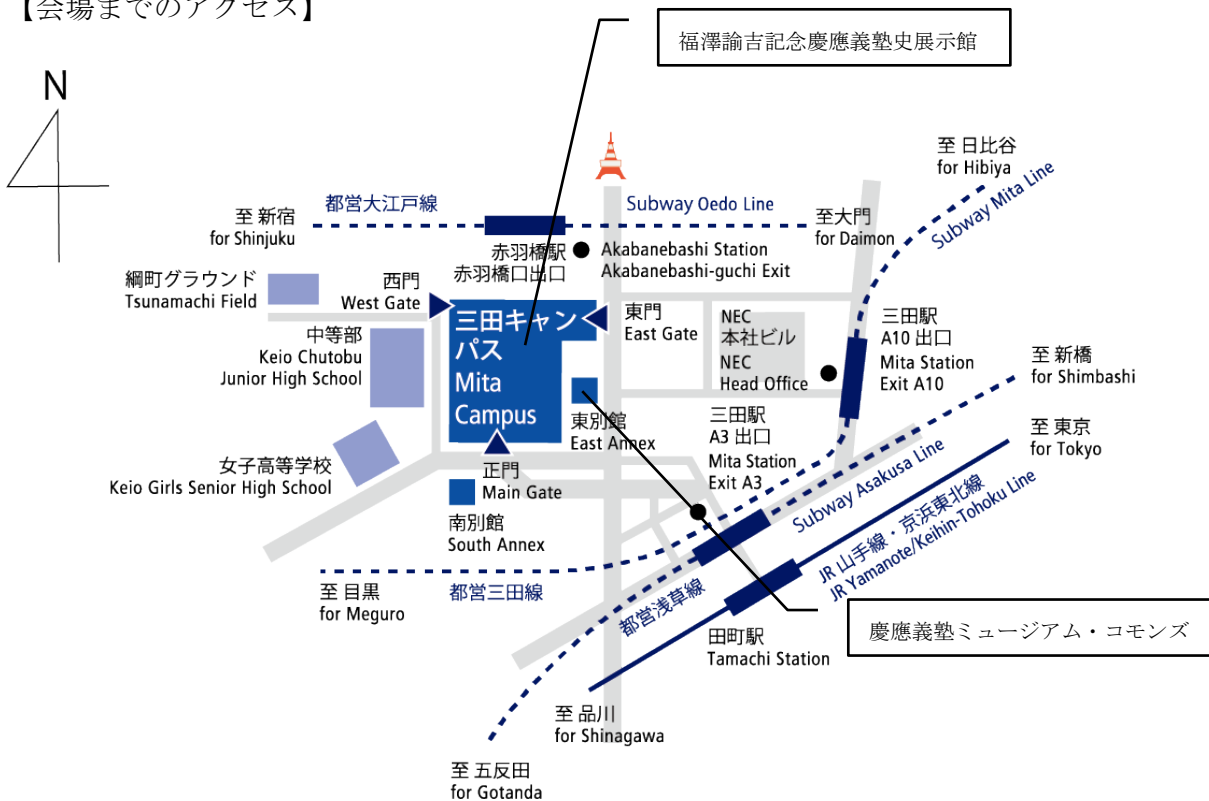 【会場までのアクセス】
福澤諭吉記念慶應義塾史展示館
N
至 日比谷
for Hibiya
Subway Mita Line
都営大江戸線
Subway Oedo Line
至 新宿
for Shinjuku
至大門
for Daimon
赤羽橋駅
赤羽橋口出口
Akabanebashi Station
Akabanebashi-guchi Exit
綱町グラウンド
Tsunamachi Field
西門
West Gate
三田キャン
パス
Mita
Campus
東門
East Gate
NEC
本社ビル
NEC
Head Office
三田駅
A10 出口
Mita Station
Exit A10
至 新橋
for Shimbashi
中等部
Keio Chutobu
Junior High School
東別館
East Annex
三田駅
A3 出口
Mita Station
Exit A3
至 東京
for Tokyo
女子高等学校
Keio Girls Senior High School
正門
Main Gate
南別館
South Annex
Subway Asakusa Line
JR 山手線・京浜東北線
JR Yamanote/Keihin-Tohoku Line
至 目黒
for Meguro
都営三田線
都営浅草線
田町駅
Tamachi Station
慶應義塾ミュージアム・コモンズ
至 品川
for Shinagawa
至 五反田
for Gotanda